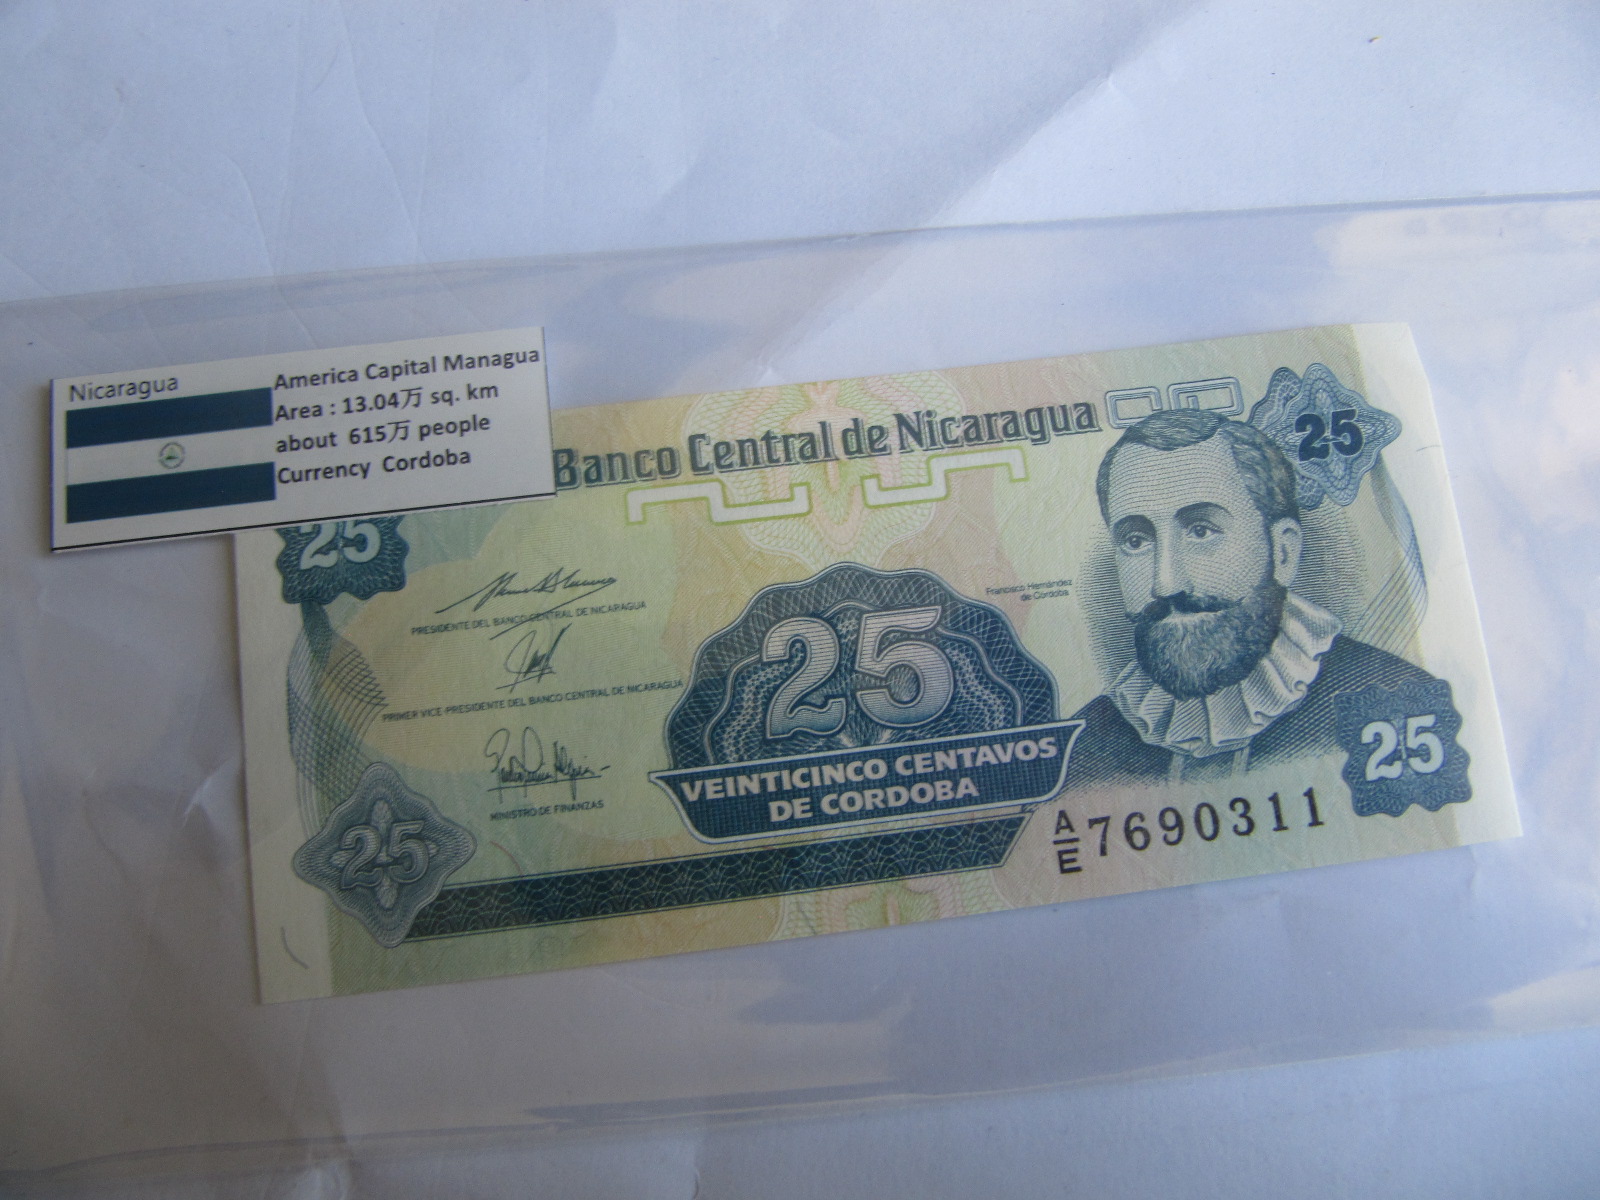 Nicaragua
America Capital Managua
Area : 13.04万 sq. km
about 615万 people
Currency Cordoba
Banco Central de Nicaragua
25
25
Francisco Hernández
de Córdoba
PRESIDENTE DEL BANCO CENTRAL DE NICARAGUA
PRIMER VICE-PRESIDENTE DEL BANCO CENTRAL DE NICARAGUA
MINISTRO DE FINANZAS
25
VEINTICINCO CENTAVOS
DE CORDOBA
25
25
A/E 7690311